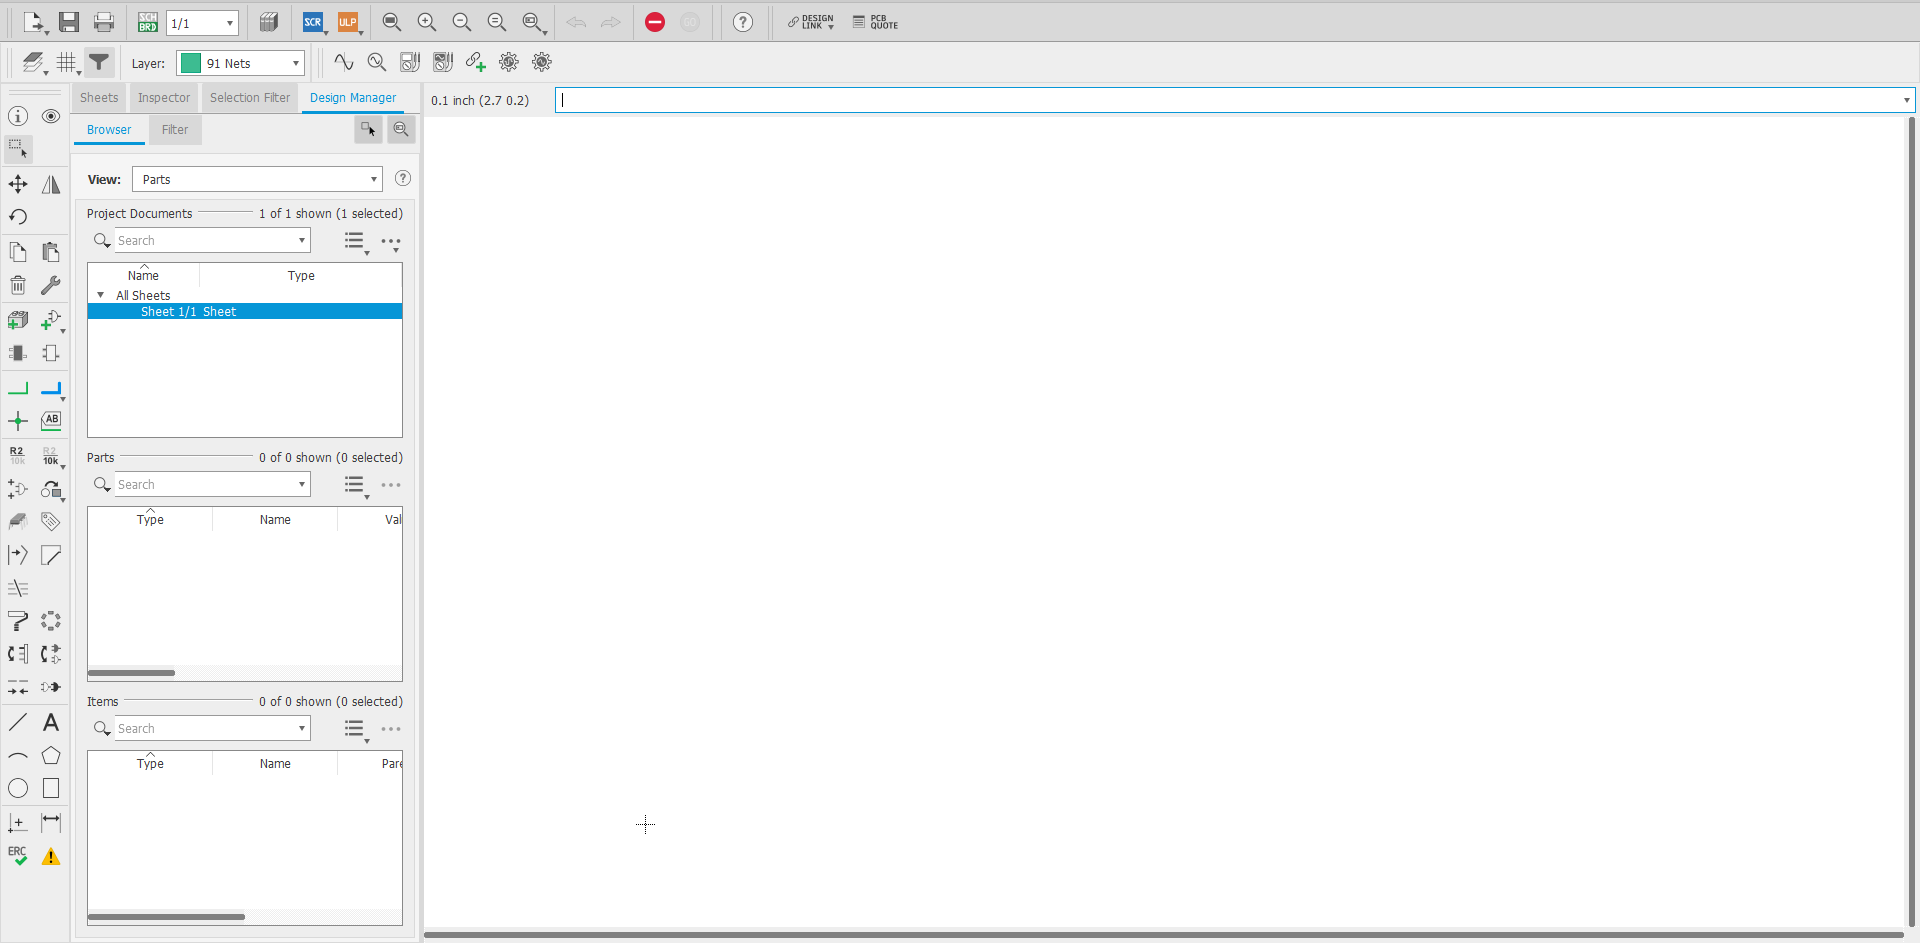 SCH
BRD
1/1
SCR
ULP
GO
?
DESIGN
LINK
PCB
QUOTE
Layer:
91 Nets
Sheets
Inspector
Selection Filter
Design Manager
0.1 inch (2.7 0.2)
Browser
Filter
View:
Parts
?
Project Documents
1 of 1 shown (1 selected)
Search
Name
Type
All Sheets
Sheet 1/1 Sheet
Parts
0 of 0 shown (0 selected)
Search
Type
Name
Val
Items
0 of 0 shown (0 selected)
Search
Type
Name
Pare
i
AB
R2
10k
R2
10k
A
ERC